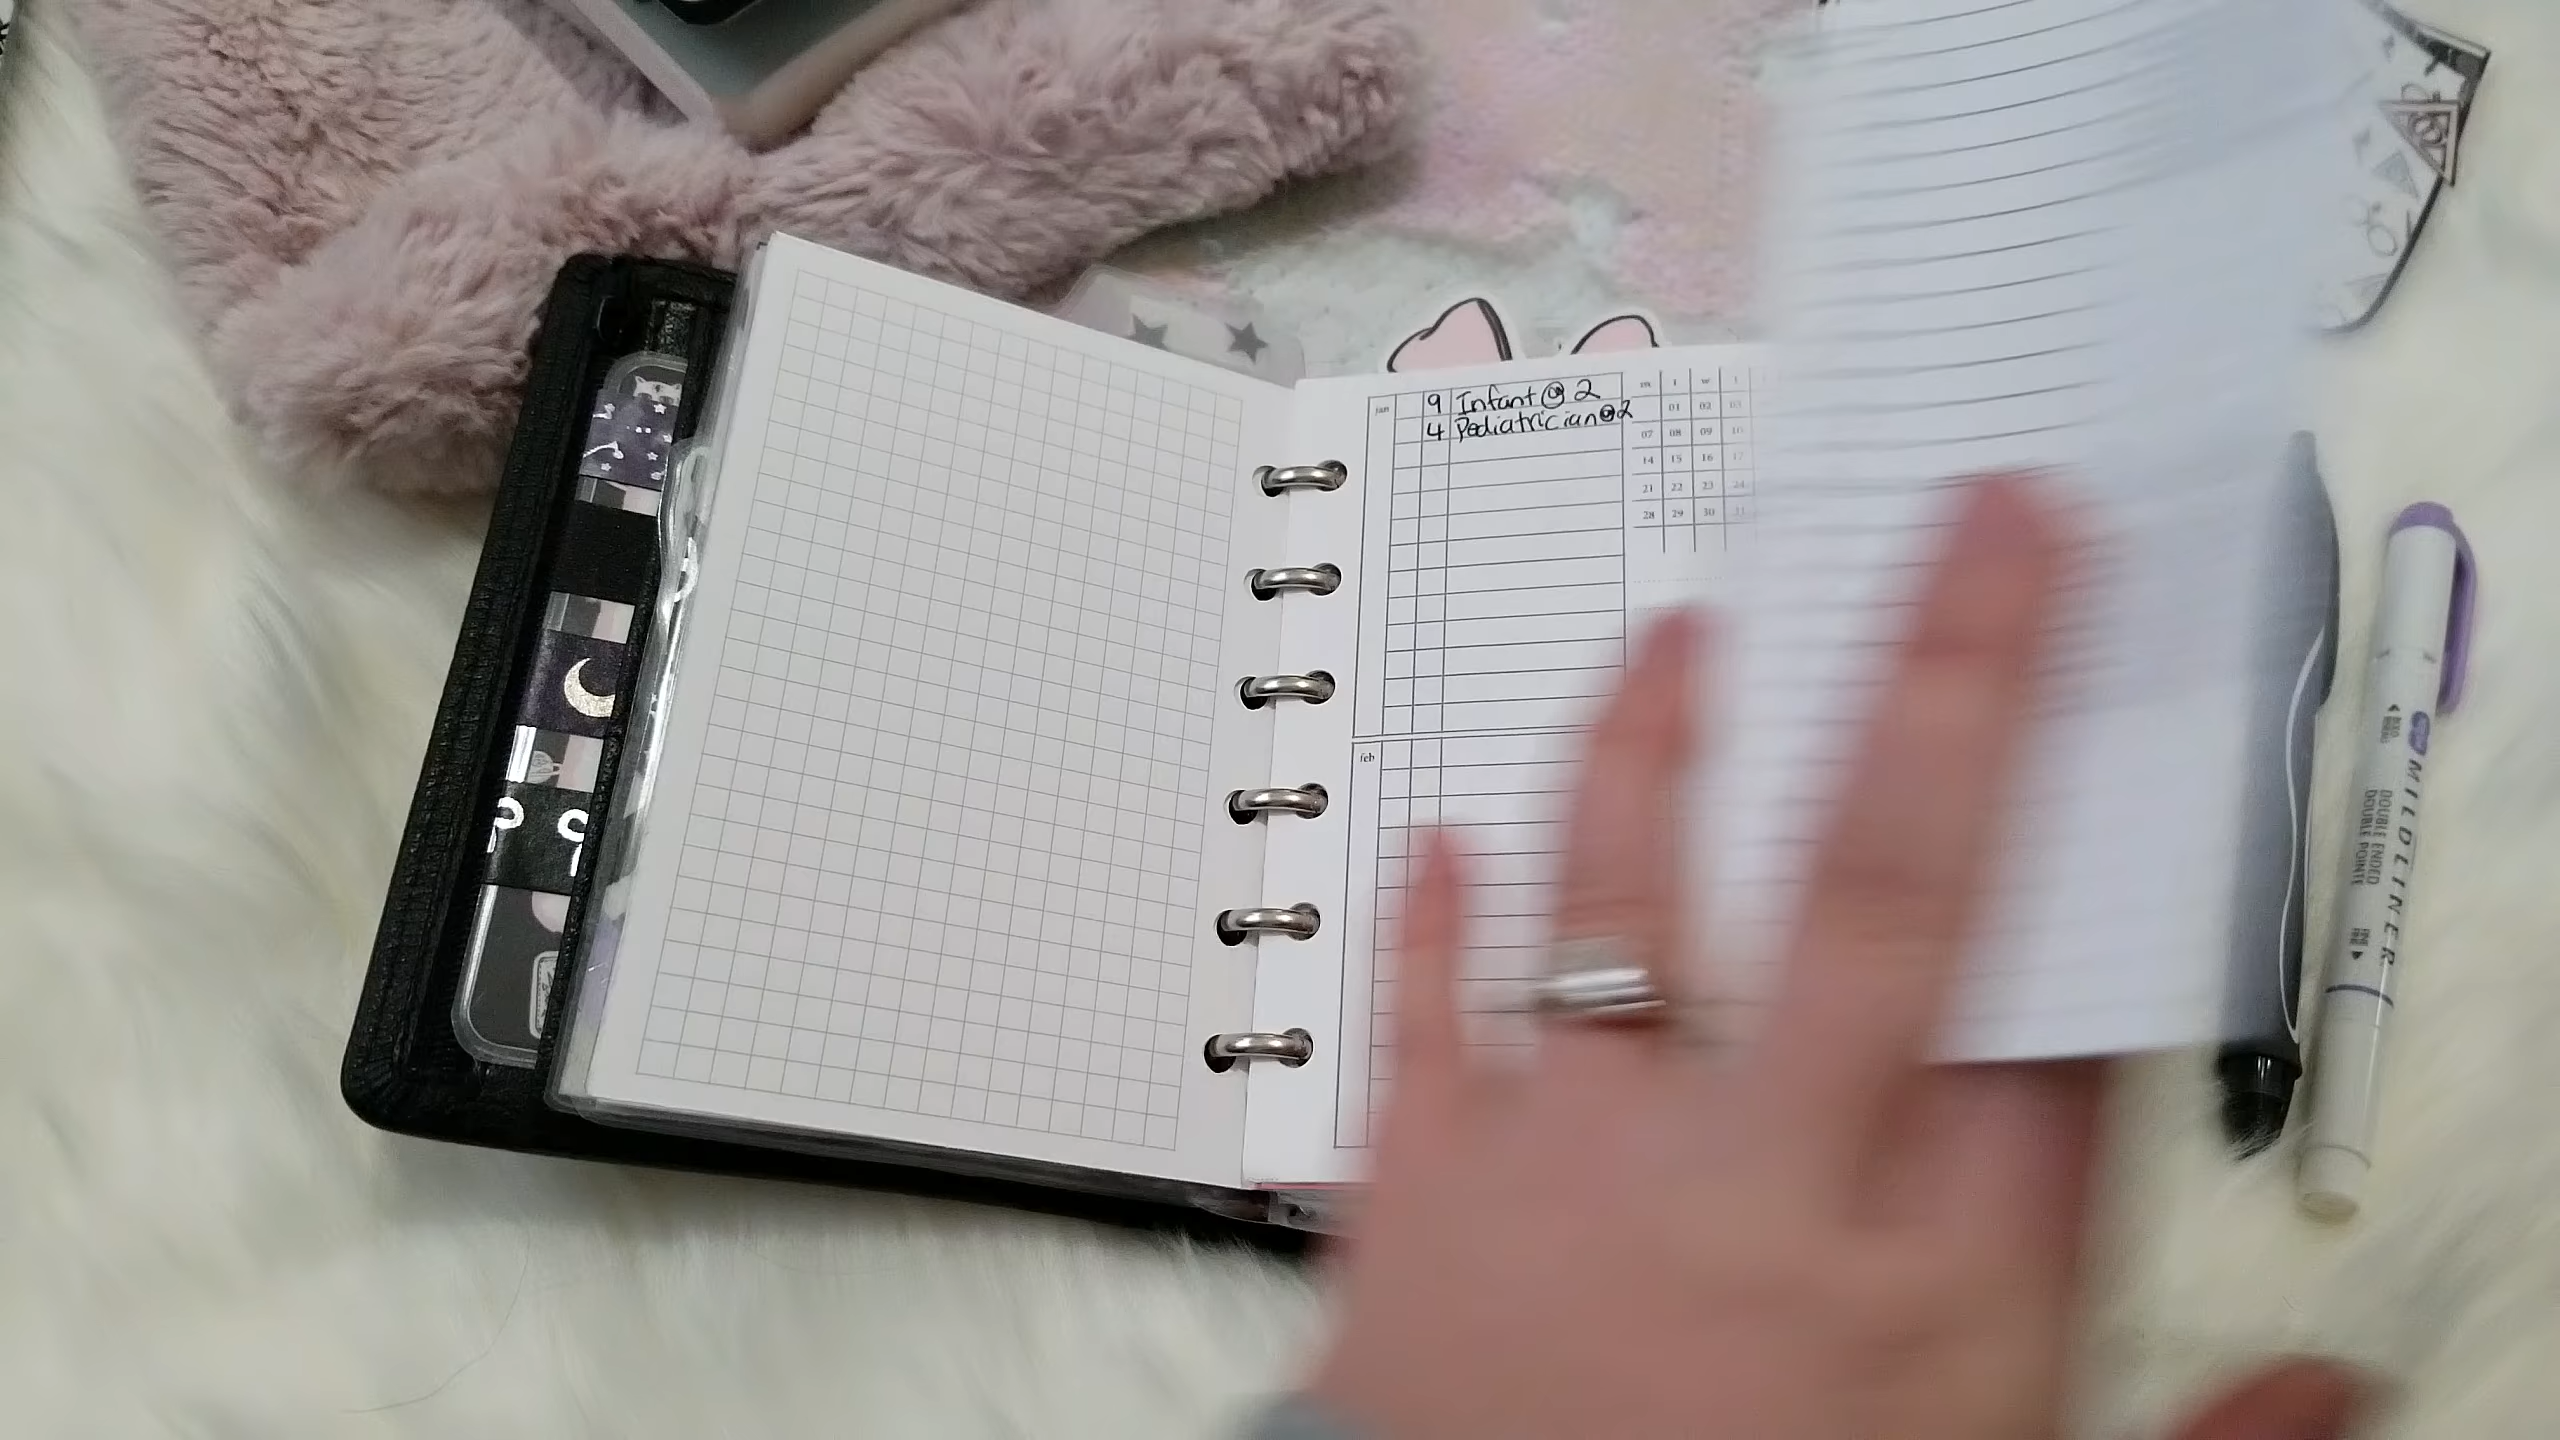 jan
9 Infant @ 2
4 Pediatrician @ 2
m t w t
01 02 03
07 08 09 10
14 15 16 17
21 22 23 24
28 29 30 31
feb
MILDLINER
DOUBLE ENDED
DOUBLE POINTE